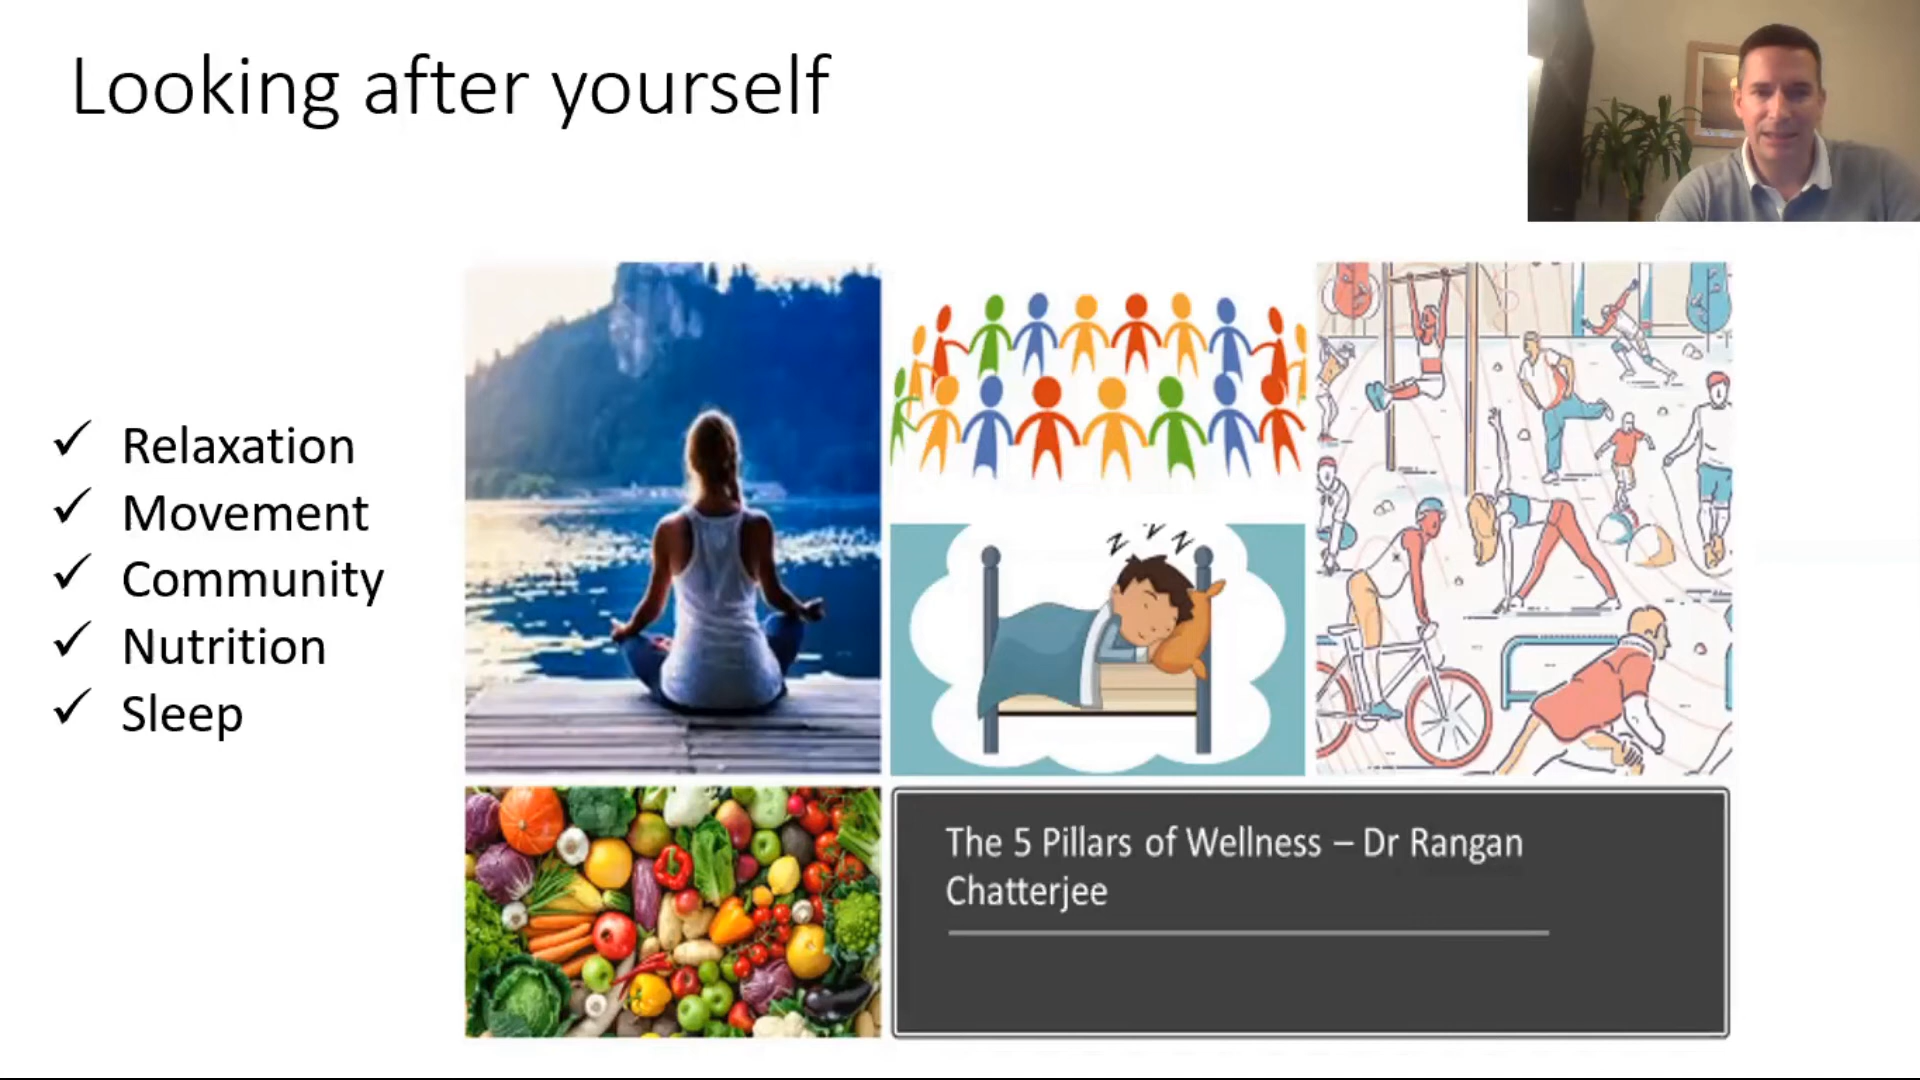 Looking after yourself
Relaxation
Movement
Community
Nutrition
Sleep
z z z
The 5 Pillars of Wellness – Dr Rangan
Chatterjee